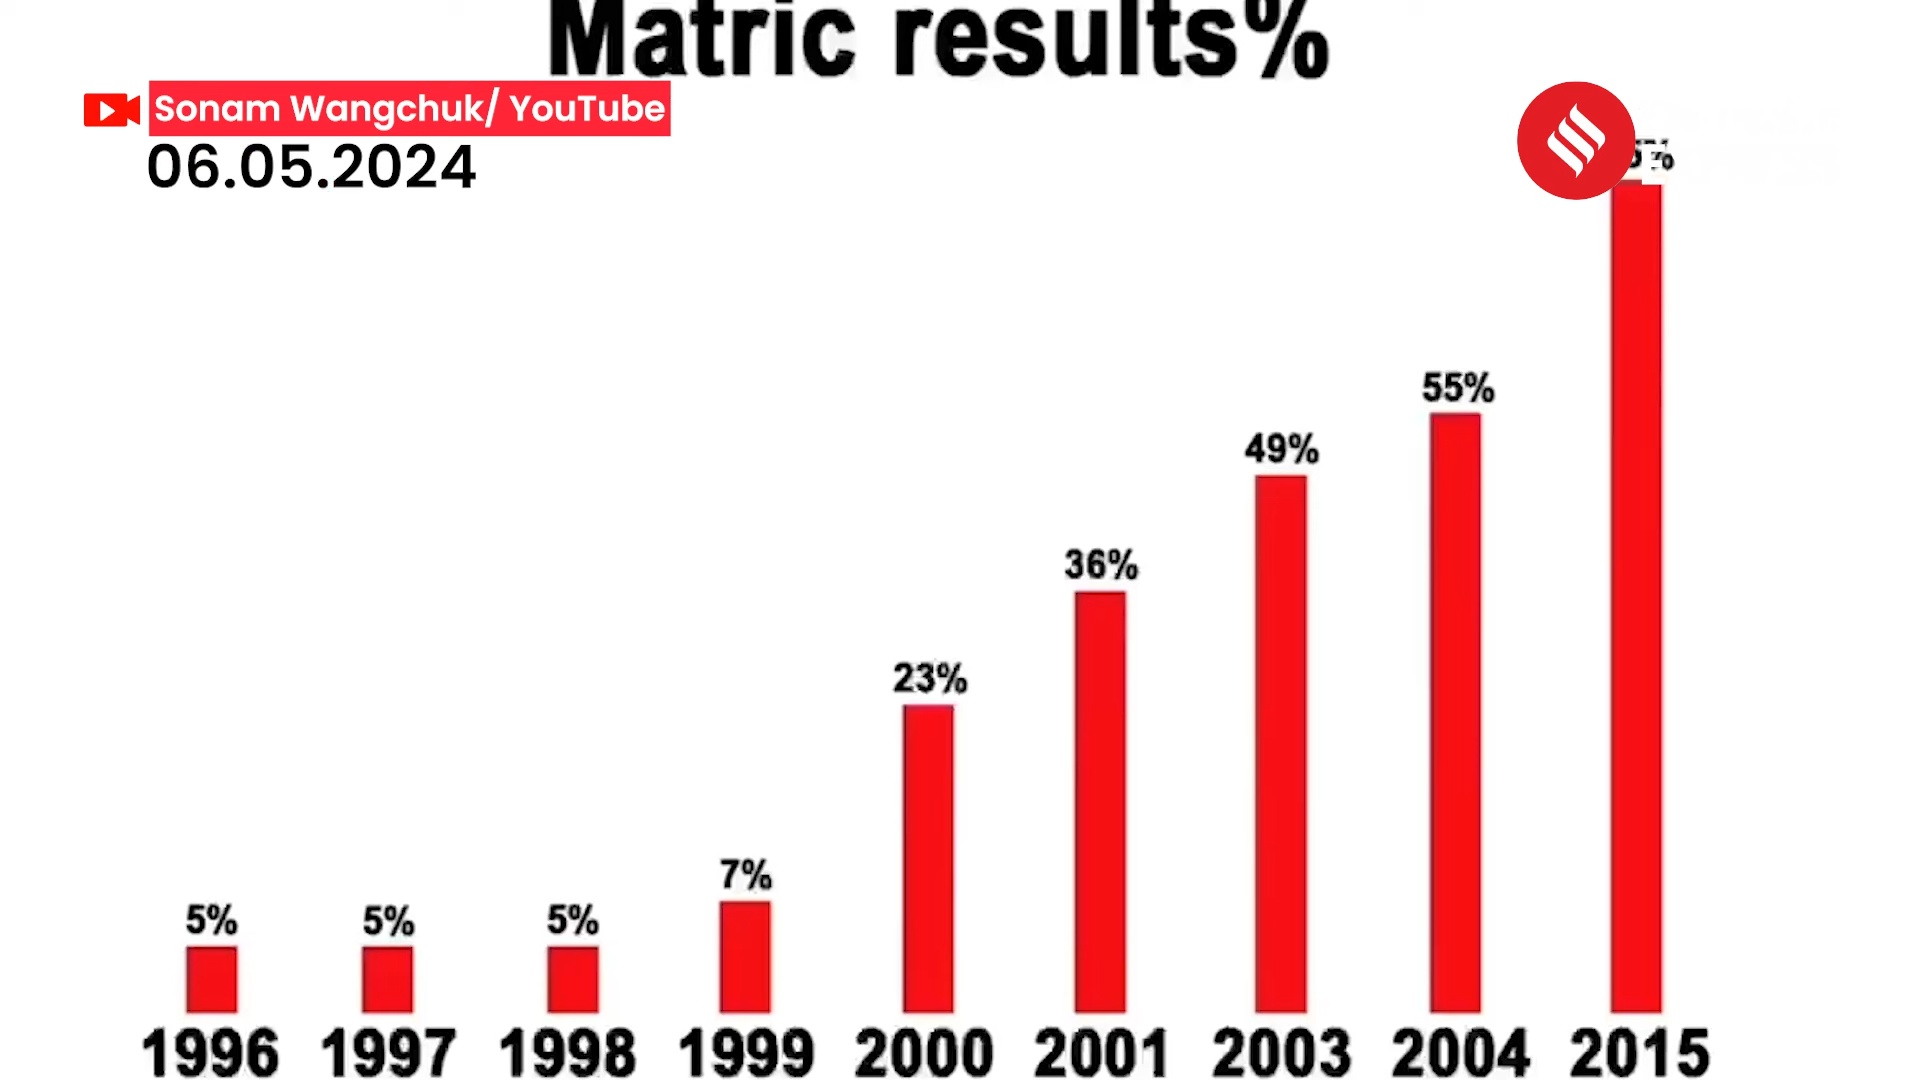 Matric results%
Sonam Wangchuk/ YouTube
06.05.2024
55%
49%
36%
23%
7%
5% 5% 5%
1996 1997 1998 1999 2000 2001 2003 2004 2015